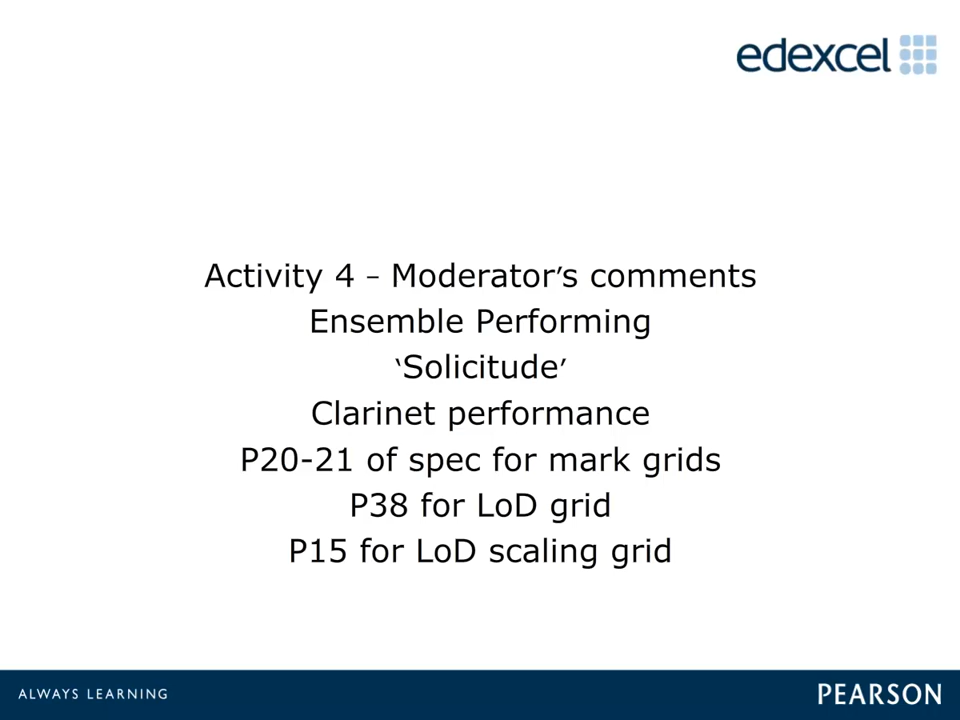 edexcel
Activity 4 – Moderator’s comments
Ensemble Performing
‘Solicitude’
Clarinet performance
P20-21 of spec for mark grids
P38 for LoD grid
P15 for LoD scaling grid
ALWAYS LEARNING
PEARSON